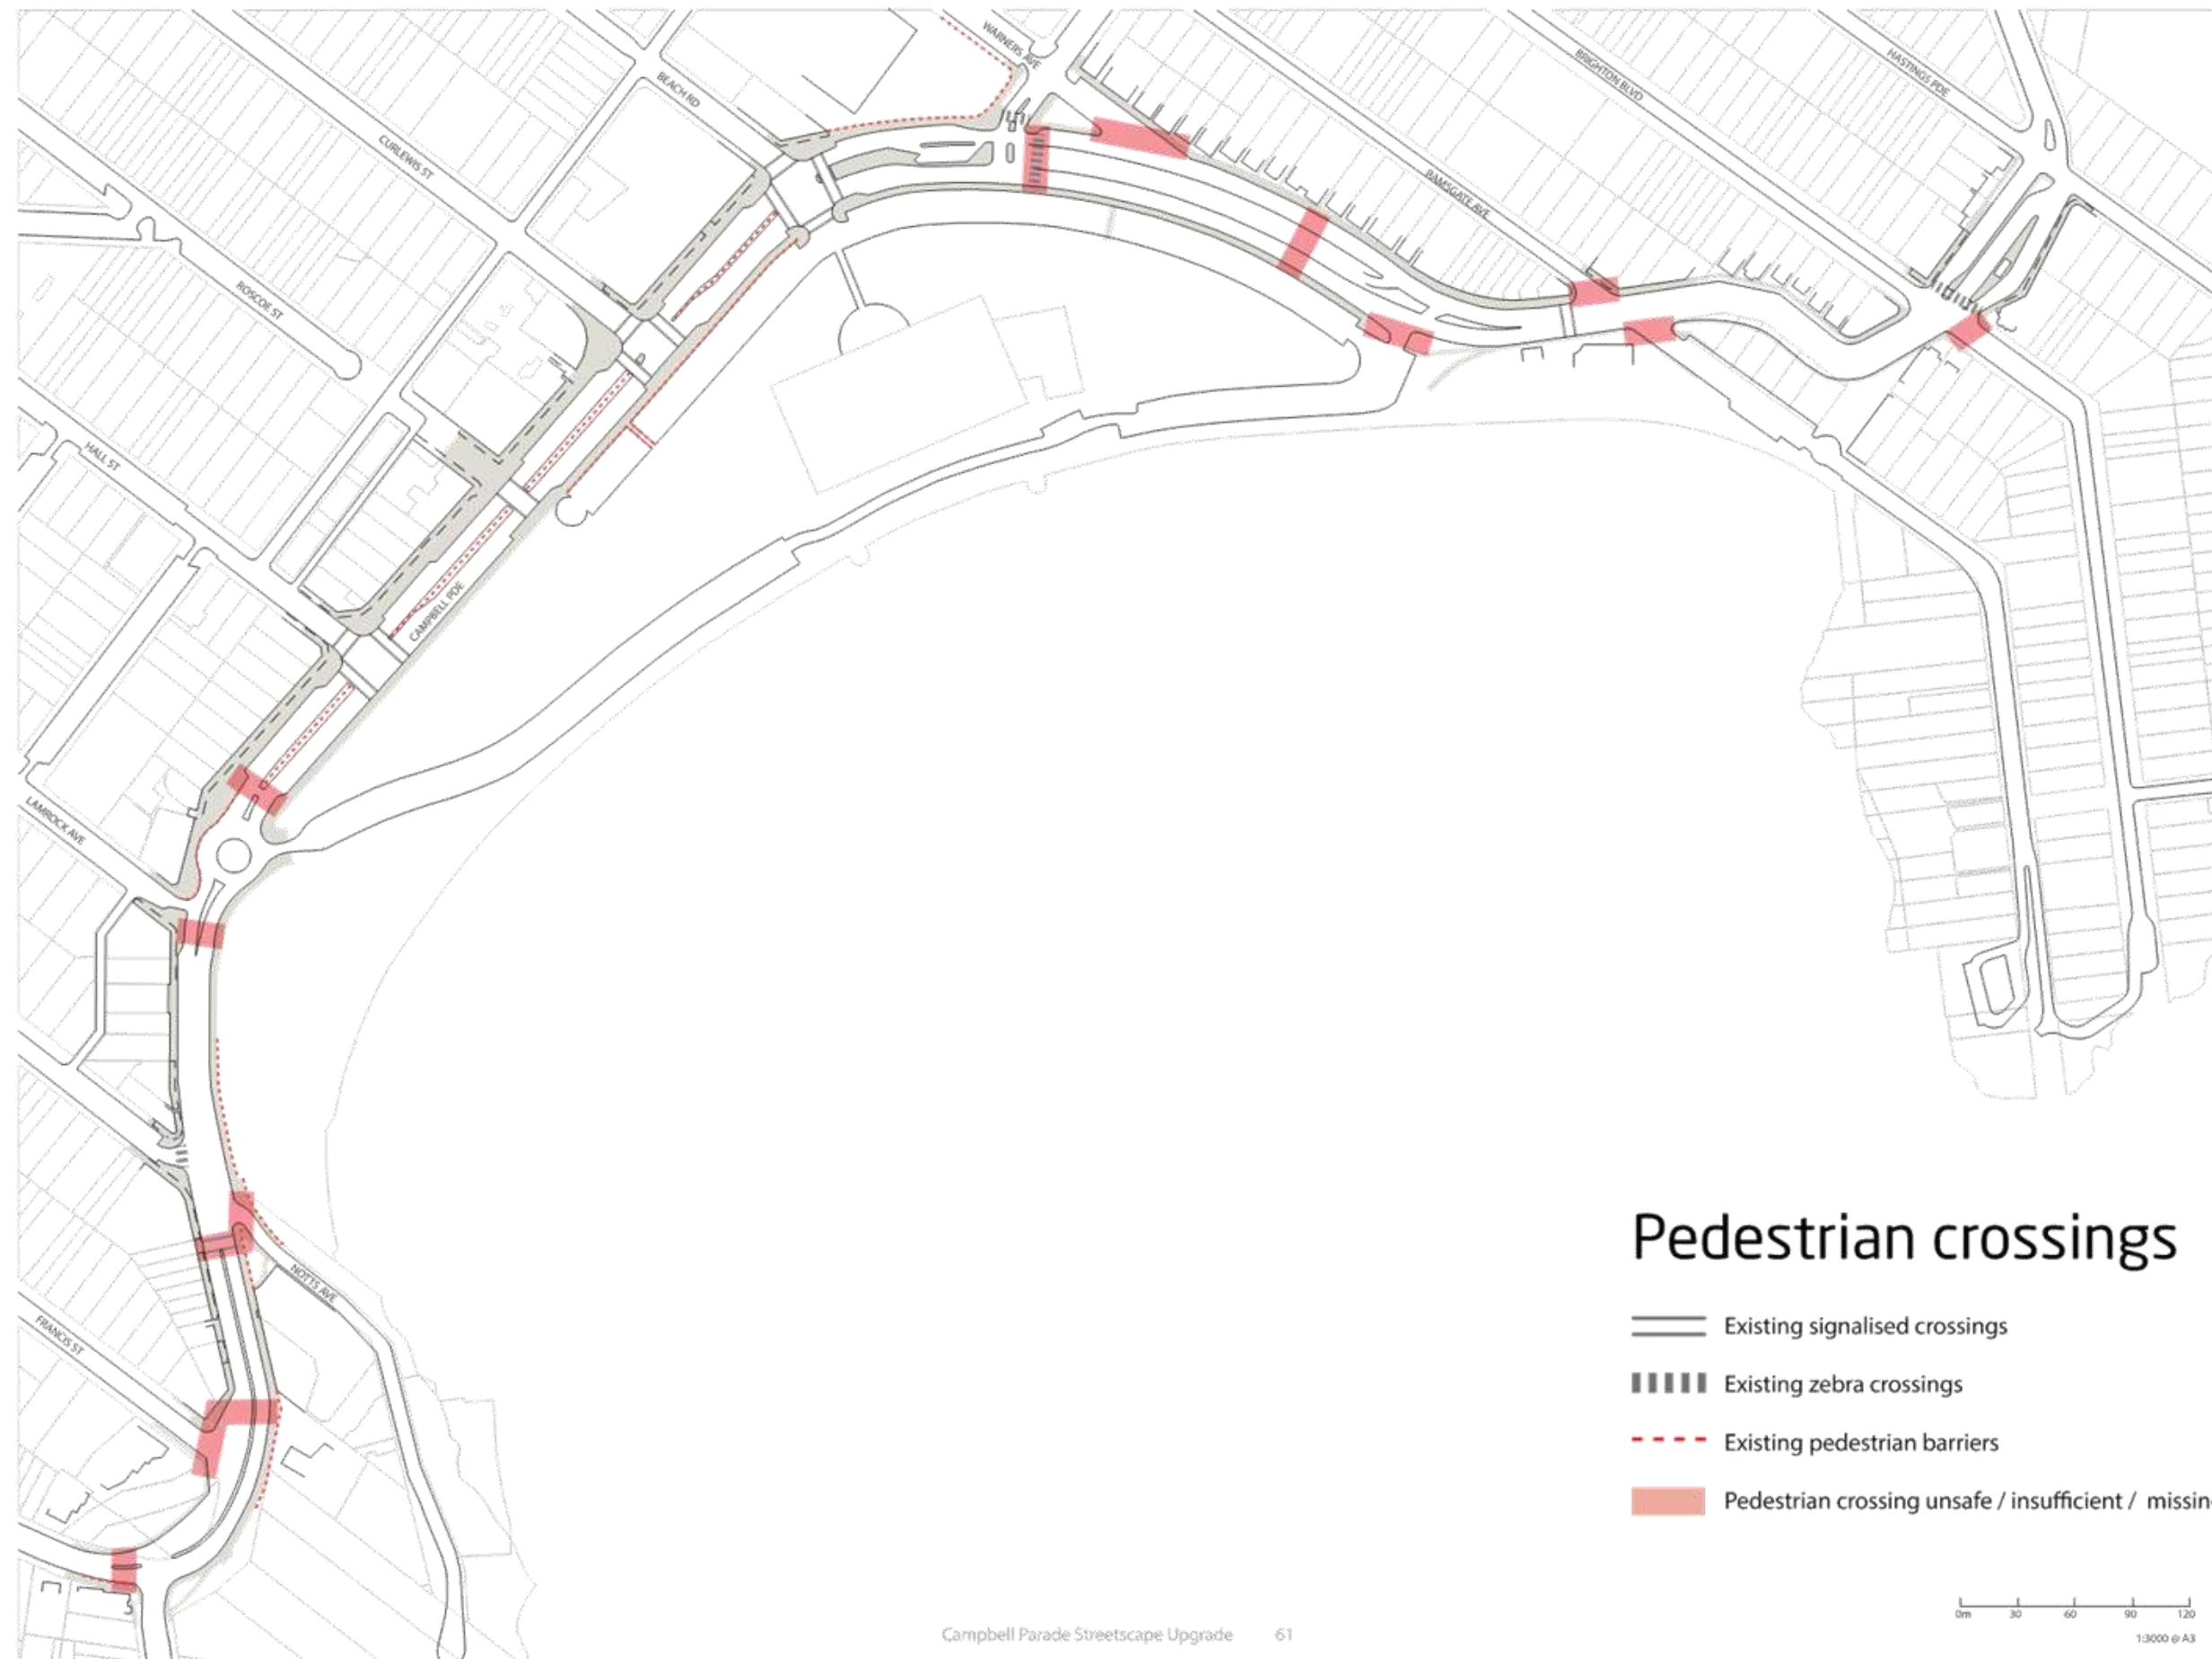 WARNERS AVE
BEACH RD
BRIGHTON BLVD
HASTINGS PDE
CURLEWIS ST
RAMSGATE AVE
ROSCOE ST
HALL ST
CAMPBELL PDE
LAMROCK AVE
NOTTS AVE
FRANCIS ST
Pedestrian crossings
Existing signalised crossings
Existing zebra crossings
Existing pedestrian barriers
Pedestrian crossing unsafe / insufficient / missin
0m 30 60 90 120
1:3000 @ A3
Campbell Parade Streetscape Upgrade 61